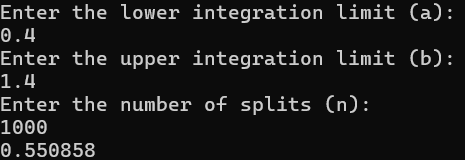 Enter the lower integration limit (a):
0.4
Enter the upper integration limit (b):
1.4
Enter the number of splits (n):
1000
0.550858